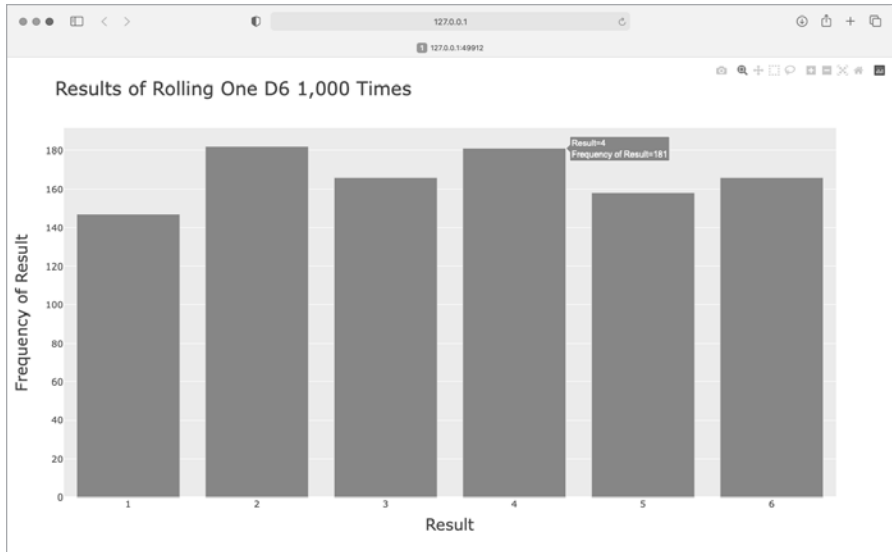 127.0.0.1
1 127.0.0.1:49912
Results of Rolling One D6 1,000 Times
Result=4
Frequency of Result=181
180
160
140
120
100
80
60
40
20
0
Frequency of Result
1 2 3 4 5 6
Result